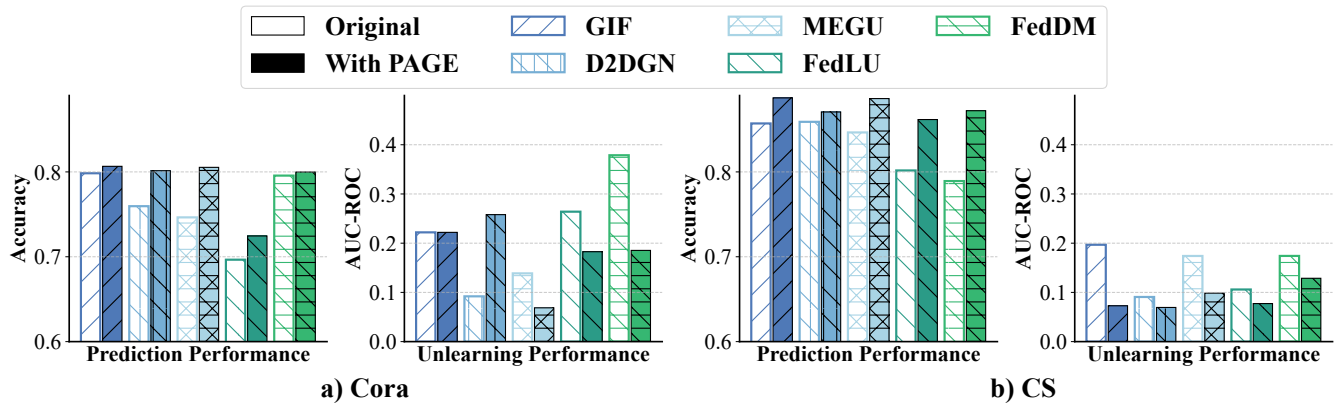 Original GIF MEGU FedDM
With PAGE D2DGN FedLU
Accuracy
0.8
0.7
0.6
Prediction Performance
AUC-ROC
0.4
0.3
0.2
0.1
0.0
Unlearning Performance
a) Cora
Accuracy
0.8
0.7
0.6
Prediction Performance
AUC-ROC
0.4
0.3
0.2
0.1
0.0
Unlearning Performance
b) CS